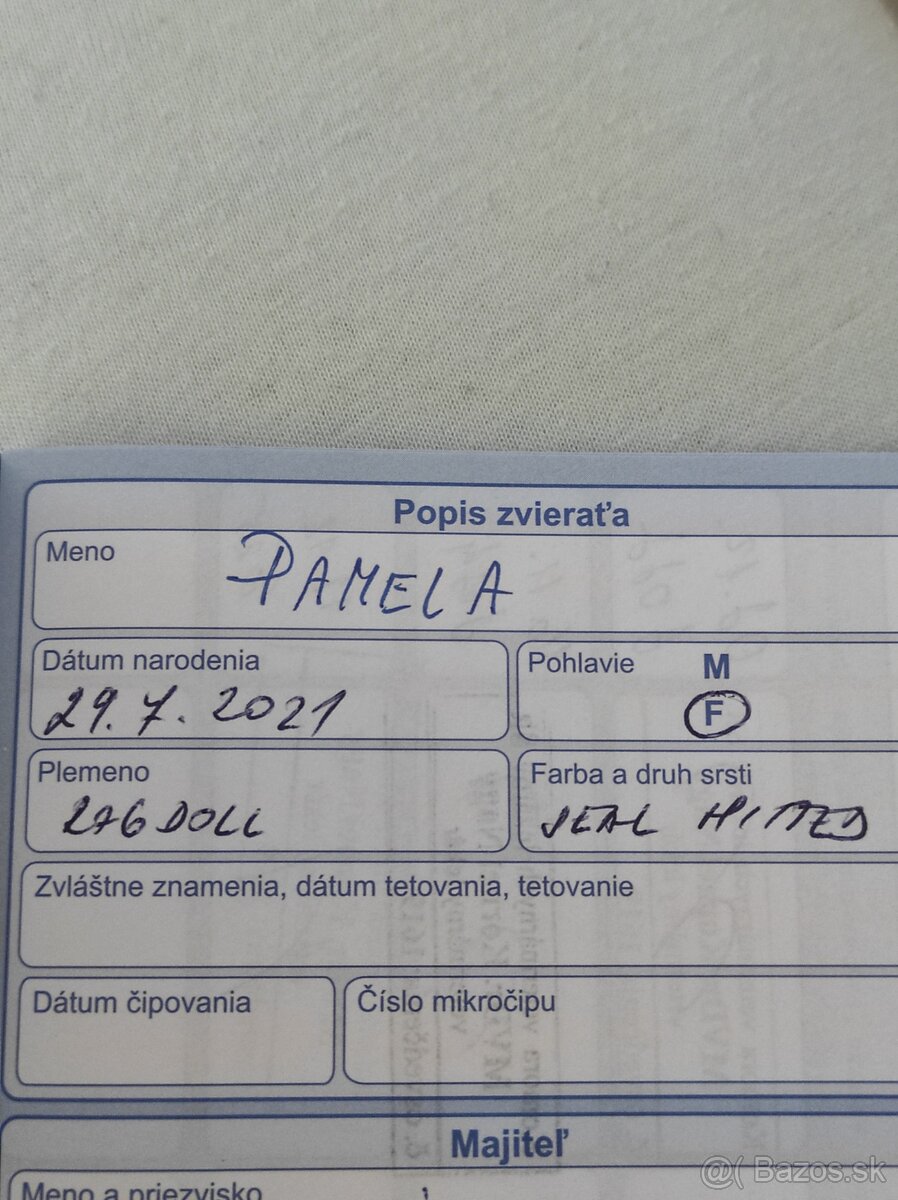 Popis zvieraťa
Meno
PAMELA
Dátum narodenia
29.7.2021
Pohlavie M
F
Plemeno
RAGDOLL
Farba a druh srsti
SEAL MITTED
Zvláštne znamenia, dátum tetovania, tetovanie
Dátum čipovania
Číslo mikročipu
Majiteľ
Meno a priezvisko
@( Bazos.sk